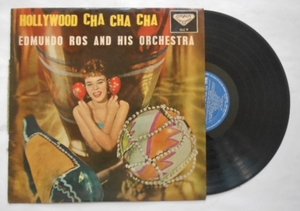 HOLLYWOOD CHA CHA CHA
EDMUNDO ROS AND HIS ORCHESTRA